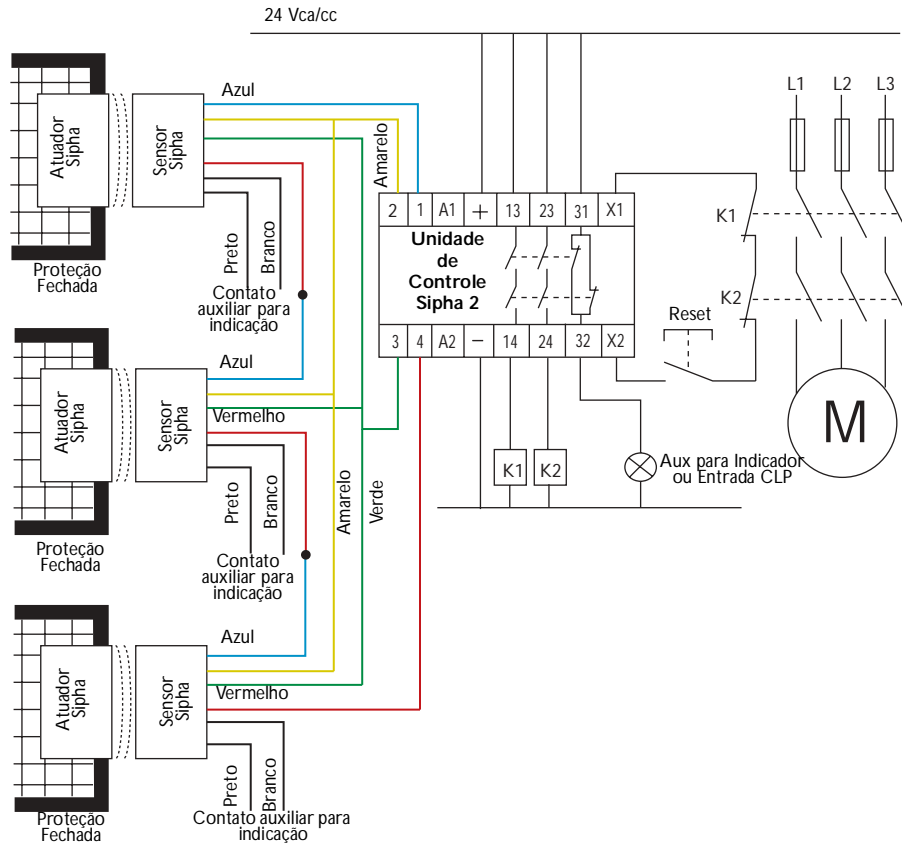 24 Vca/cc
Azul
Atuador
Sipha
Sensor
Sipha
Amarelo
Preto
Branco
Proteção
Fechada
Contato
auxiliar para
indicação
2 1 A1 + 13 23 31 X1
Unidade
de
Controle
Sipha 2
3 4 A2 – 14 24 32 X2
L1 L2 L3
K1
K2
Reset
M
K1 K2
Aux para Indicador
ou Entrada CLP
Azul
Atuador
Sipha
Sensor
Sipha
Vermelho
Preto
Branco
Amarelo
Verde
Proteção
Fechada
Contato
auxiliar para
indicação
Azul
Atuador
Sipha
Sensor
Sipha
Vermelho
Preto
Branco
Proteção
Fechada
Contato auxiliar para
indicação